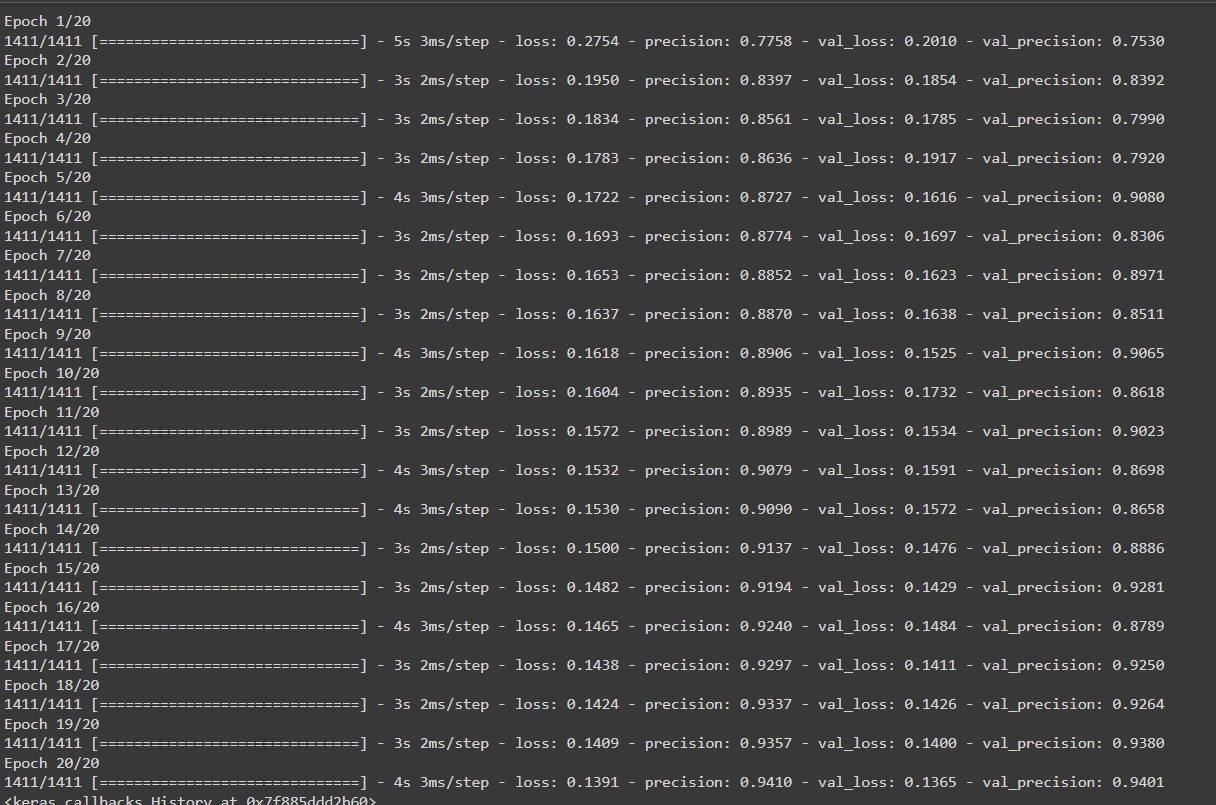 Epoch 1/20
1411/1411 [==============================] - 5s 3ms/step - loss: 0.2754 - precision: 0.7758 - val_loss: 0.2010 - val_precision: 0.7530
Epoch 2/20
1411/1411 [==============================] - 3s 2ms/step - loss: 0.1950 - precision: 0.8397 - val_loss: 0.1854 - val_precision: 0.8392
Epoch 3/20
1411/1411 [==============================] - 3s 2ms/step - loss: 0.1834 - precision: 0.8561 - val_loss: 0.1785 - val_precision: 0.7990
Epoch 4/20
1411/1411 [==============================] - 3s 2ms/step - loss: 0.1783 - precision: 0.8636 - val_loss: 0.1917 - val_precision: 0.7920
Epoch 5/20
1411/1411 [==============================] - 4s 3ms/step - loss: 0.1722 - precision: 0.8727 - val_loss: 0.1616 - val_precision: 0.9080
Epoch 6/20
1411/1411 [==============================] - 3s 2ms/step - loss: 0.1693 - precision: 0.8774 - val_loss: 0.1697 - val_precision: 0.8306
Epoch 7/20
1411/1411 [==============================] - 3s 2ms/step - loss: 0.1653 - precision: 0.8852 - val_loss: 0.1623 - val_precision: 0.8971
Epoch 8/20
1411/1411 [==============================] - 3s 2ms/step - loss: 0.1637 - precision: 0.8870 - val_loss: 0.1638 - val_precision: 0.8511
Epoch 9/20
1411/1411 [==============================] - 4s 3ms/step - loss: 0.1618 - precision: 0.8906 - val_loss: 0.1525 - val_precision: 0.9065
Epoch 10/20
1411/1411 [==============================] - 3s 2ms/step - loss: 0.1604 - precision: 0.8935 - val_loss: 0.1732 - val_precision: 0.8618
Epoch 11/20
1411/1411 [==============================] - 3s 2ms/step - loss: 0.1572 - precision: 0.8989 - val_loss: 0.1534 - val_precision: 0.9023
Epoch 12/20
1411/1411 [==============================] - 4s 3ms/step - loss: 0.1532 - precision: 0.9079 - val_loss: 0.1591 - val_precision: 0.8698
Epoch 13/20
1411/1411 [==============================] - 4s 3ms/step - loss: 0.1530 - precision: 0.9090 - val_loss: 0.1572 - val_precision: 0.8658
Epoch 14/20
1411/1411 [==============================] - 3s 2ms/step - loss: 0.1500 - precision: 0.9137 - val_loss: 0.1476 - val_precision: 0.8886
Epoch 15/20
1411/1411 [==============================] - 3s 2ms/step - loss: 0.1482 - precision: 0.9194 - val_loss: 0.1429 - val_precision: 0.9281
Epoch 16/20
1411/1411 [==============================] - 4s 3ms/step - loss: 0.1465 - precision: 0.9240 - val_loss: 0.1484 - val_precision: 0.8789
Epoch 17/20
1411/1411 [==============================] - 3s 2ms/step - loss: 0.1438 - precision: 0.9297 - val_loss: 0.1411 - val_precision: 0.9250
Epoch 18/20
1411/1411 [==============================] - 3s 2ms/step - loss: 0.1424 - precision: 0.9337 - val_loss: 0.1426 - val_precision: 0.9264
Epoch 19/20
1411/1411 [==============================] - 3s 2ms/step - loss: 0.1409 - precision: 0.9357 - val_loss: 0.1400 - val_precision: 0.9380
Epoch 20/20
1411/1411 [==============================] - 4s 3ms/step - loss: 0.1391 - precision: 0.9410 - val_loss: 0.1365 - val_precision: 0.9401
<keras.callbacks.History at 0x7f885ddd2b60>